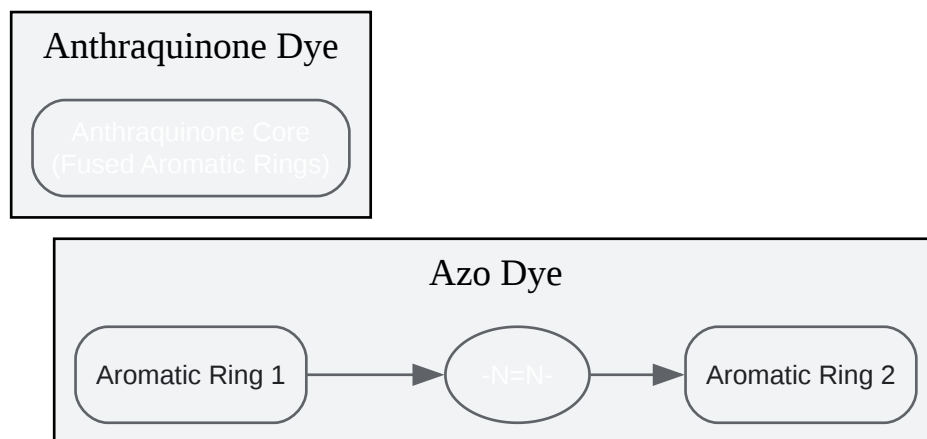 Anthraquinone Dye
Anthraquinone Core
(Fused Aromatic Rings)
Azo Dye
Aromatic Ring 1
-N=N-
Aromatic Ring 2